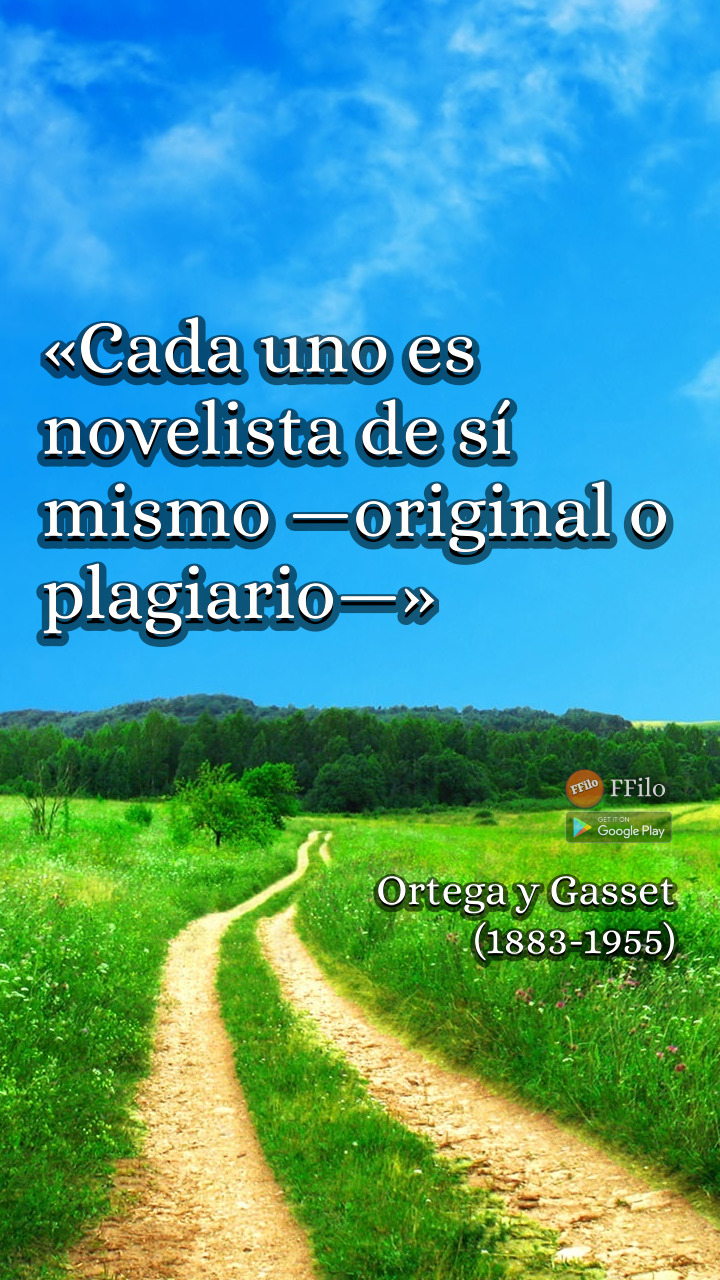 «Cada uno es
novelista de sí
mismo —original o
plagiario—»
FFilo FFilo
GET IT ON
Google Play
Ortega y Gasset
(1883-1955)